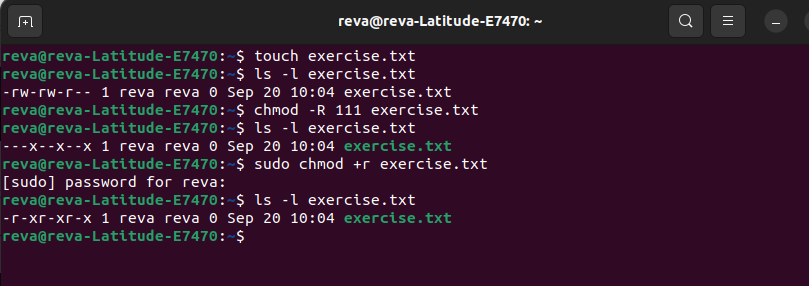 reva@reva-Latitude-E7470: ~
reva@reva-Latitude-E7470:~$ touch exercise.txt
reva@reva-Latitude-E7470:~$ ls -l exercise.txt
-rw-rw-r-- 1 reva reva 0 Sep 20 10:04 exercise.txt
reva@reva-Latitude-E7470:~$ chmod -R 111 exercise.txt
reva@reva-Latitude-E7470:~$ ls -l exercise.txt
---x--x--x 1 reva reva 0 Sep 20 10:04 exercise.txt
reva@reva-Latitude-E7470:~$ sudo chmod +r exercise.txt
[sudo] password for reva:
reva@reva-Latitude-E7470:~$ ls -l exercise.txt
-r-xr-xr-x 1 reva reva 0 Sep 20 10:04 exercise.txt
reva@reva-Latitude-E7470:~$